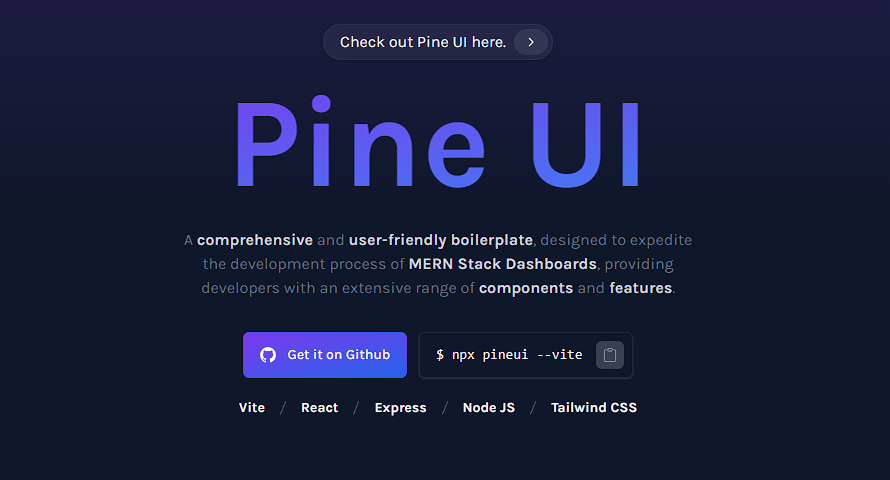 Check out Pine UI here.
Pine UI
A comprehensive and user-friendly boilerplate, designed to expedite
the development process of MERN Stack Dashboards, providing
developers with an extensive range of components and features.
Get it on Github
$ npx pineui --vite
Vite / React / Express / Node JS / Tailwind CSS